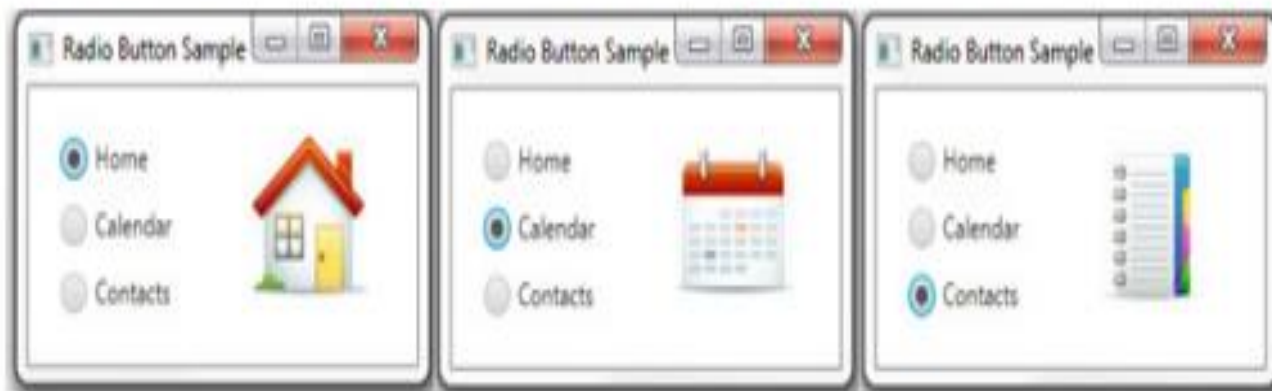 Radio Button Sample
Home
Calendar
Contacts
Radio Button Sample
Home
Calendar
Contacts
Radio Button Sample
Home
Calendar
Contacts